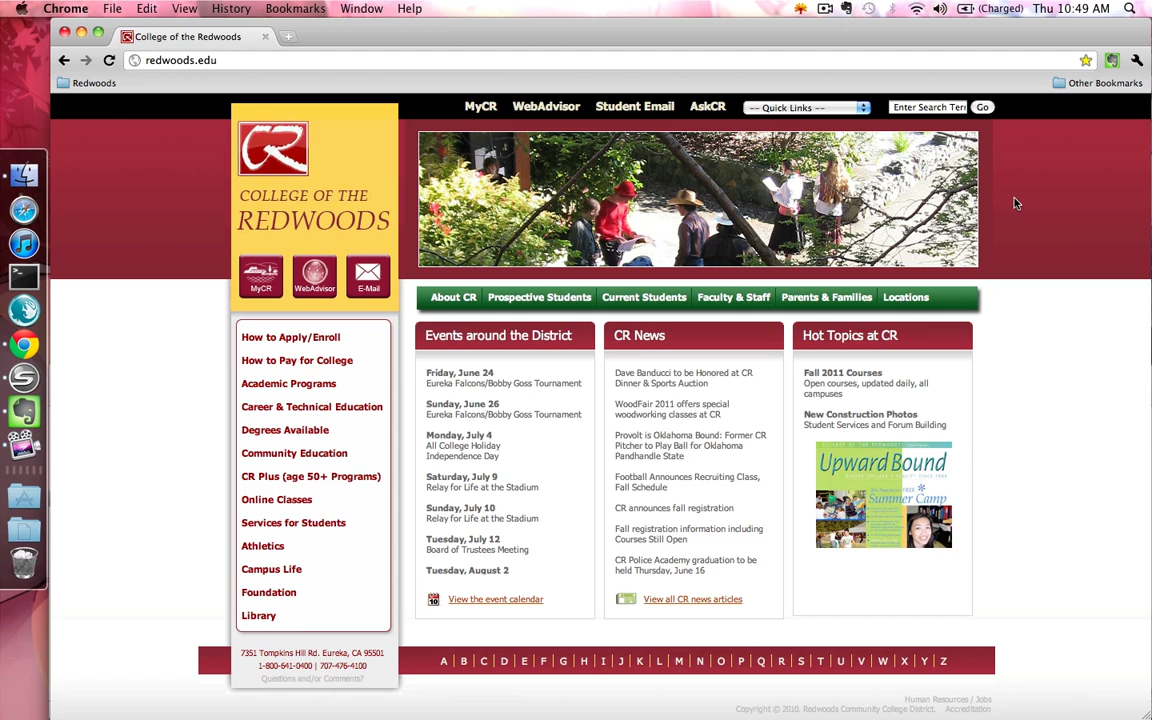 Chrome File Edit View History Bookmarks Window Help (Charged) Thu 10:49 AM
College of the Redwoods
redwoods.edu
Redwoods Other Bookmarks
MyCR WebAdvisor Student Email AskCR -- Quick Links -- Enter Search Teri Go
CR
COLLEGE OF THE
REDWOODS
MyCR WebAdvisor E-Mail
About CR Prospective Students Current Students Faculty & Staff Parents & Families Locations
How to Apply/Enroll
How to Pay for College
Academic Programs
Career & Technical Education
Degrees Available
Community Education
CR Plus (age 50+ Programs)
Online Classes
Services for Students
Athletics
Campus Life
Foundation
Library
7351 Tompkins Hill Rd. Eureka, CA 95501
1-800-641-0400 | 707-476-4100
Questions and/or Comments?
Events around the District
Friday, June 24
Eureka Falcons/Bobby Goss Tournament
Sunday, June 26
Eureka Falcons/Bobby Goss Tournament
Monday, July 4
All College Holiday
Independence Day
Saturday, July 9
Relay for Life at the Stadium
Sunday, July 10
Relay for Life at the Stadium
Tuesday, July 12
Board of Trustees Meeting
Tuesday, August 2
View the event calendar
CR News
Dave Banducci to be Honored at CR
Dinner & Sports Auction
WoodFair 2011 offers special
woodworking classes at CR
Provolt is Oklahoma Bound: Former CR
Pitcher to Play Ball for Oklahoma
Pandhandle State
Football Announces Recruiting Class,
Fall Schedule
CR announces fall registration
Fall registration information including
Courses Still Open
CR Police Academy graduation to be
held Thursday, June 16
View all CR news articles
Hot Topics at CR
Fall 2011 Courses
Open courses, updated daily, all
campuses
New Construction Photos
Student Services and Forum Building
Upward Bound
Summer Camp
A | B | C | D | E | F | G | H | I | J | K | L | M | N | O | P | Q | R | S | T | U | V | W | X | Y | Z
Human Resources / Jobs
Copyright © 2010. Redwoods Community College District. Accreditation